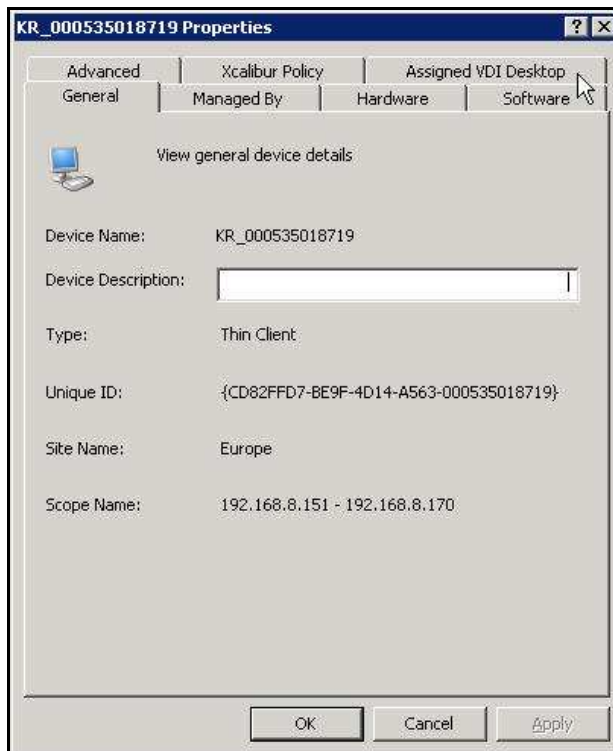 KR_000535018719 Properties
Advanced Xcalibur Policy Assigned VDI Desktop
General Managed By Hardware Software
View general device details
Device Name: KR_000535018719
Device Description:
Type: Thin Client
Unique ID: {CD82FFD7-BE9F-4D14-A563-000535018719}
Site Name: Europe
Scope Name: 192.168.8.151 - 192.168.8.170
OK Cancel Apply